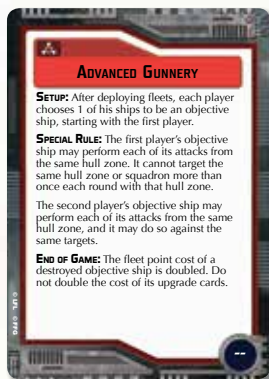 ADVANCED GUNNERY
SETUP: After deploying fleets, each player
chooses 1 of his ships to be an objective
ship, starting with the first player.
SPECIAL RULE: The first player's objective
ship may perform each of its attacks from
the same hull zone. It cannot target the
same hull zone or squadron more than
once each round with that hull zone.
The second player's objective ship may
perform each of its attacks from the same
hull zone, and it may do so against the
same targets.
END OF GAME: The fleet point cost of a
destroyed objective ship is doubled. Do
not double the cost of its upgrade cards.
© LFL © FFG
--